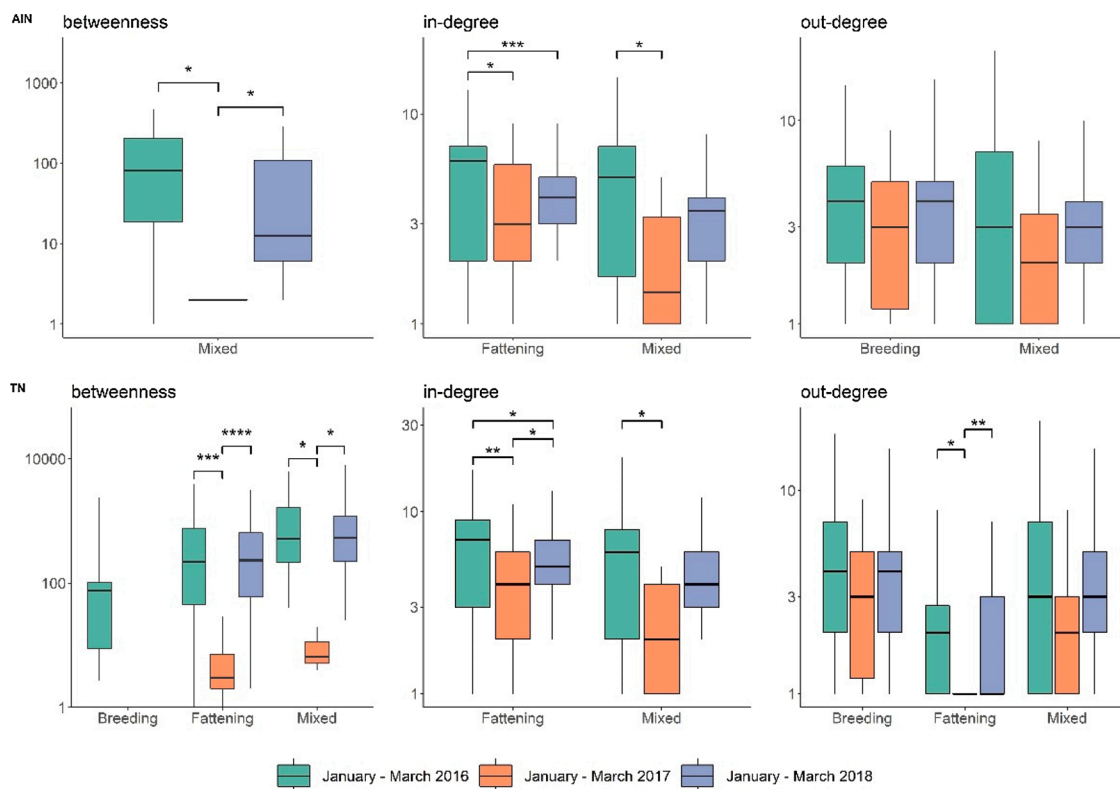 AIN
betweenness
in-degree
out-degree
1000
100
10
1
* *
Mixed
10
3
1
*** * *
Fattening Mixed
10
3
1
Breeding Mixed
TN
betweenness
in-degree
out-degree
10000
100
1
*** **** * *
Breeding Fattening Mixed
30
10
3
1
* * ** *
Fattening Mixed
10
3
1
* **
Breeding Fattening Mixed
January - March 2016 January - March 2017 January - March 2018